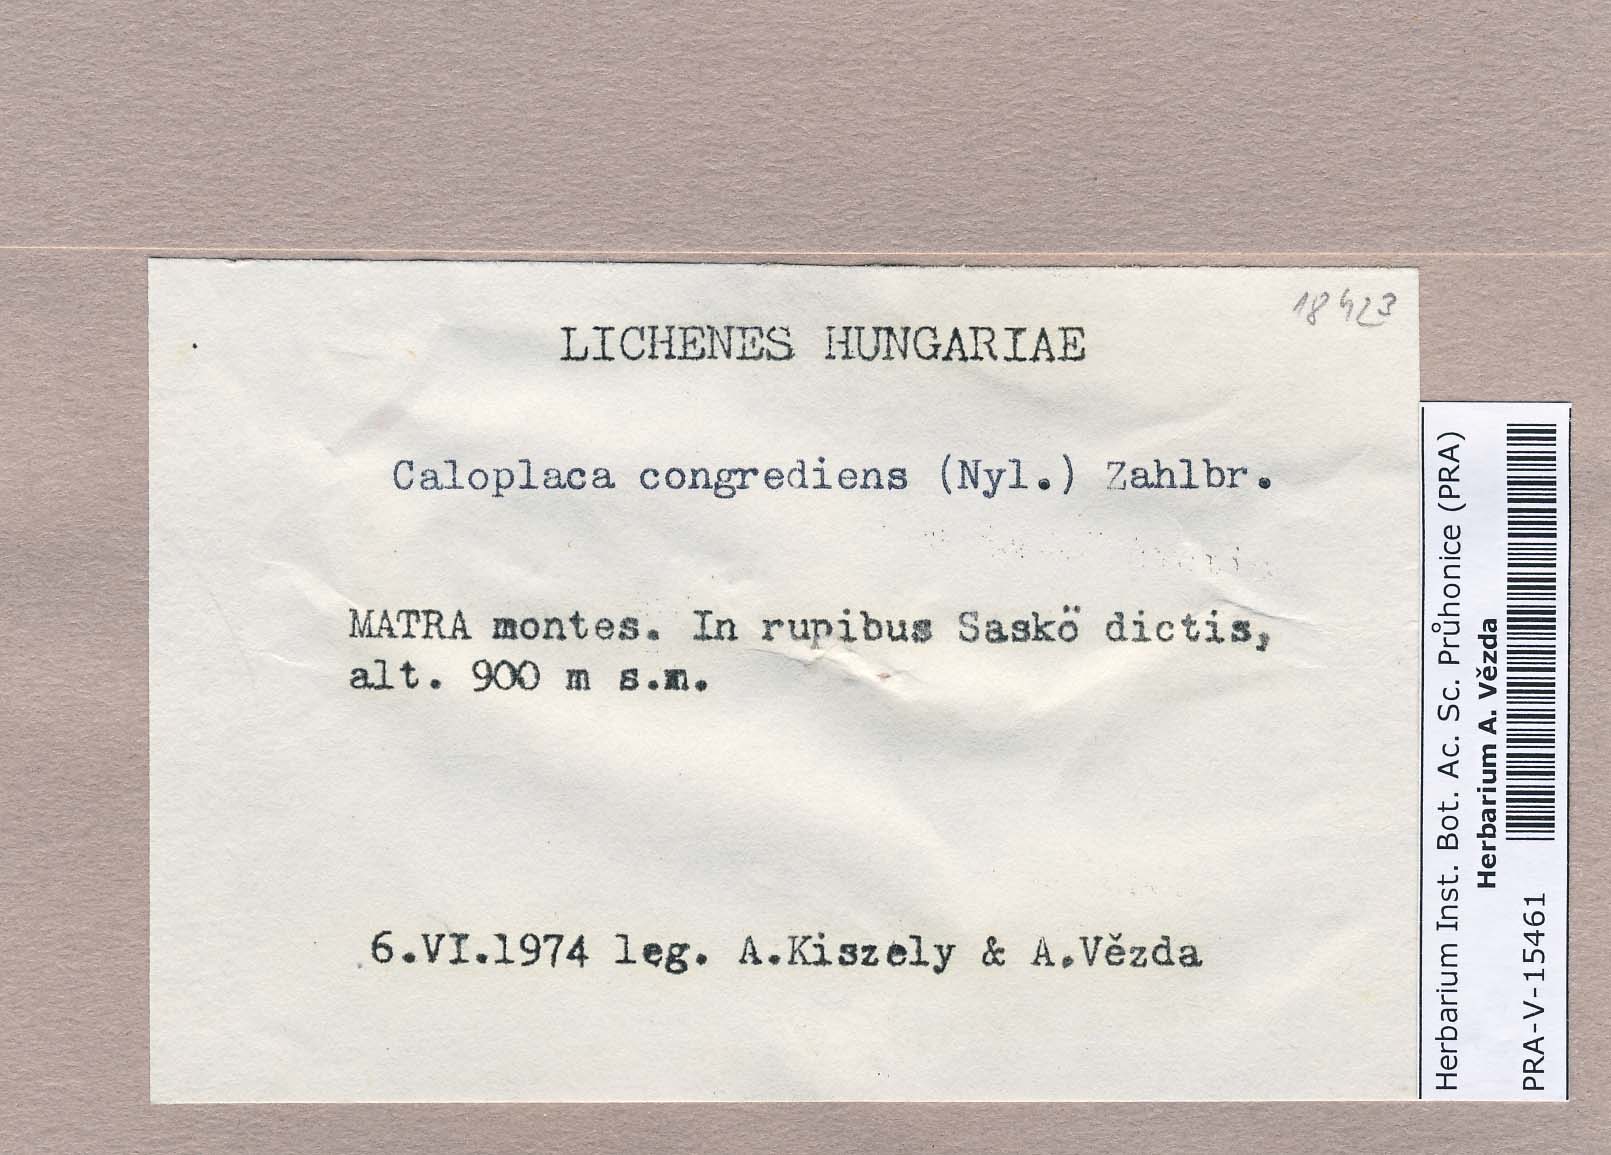 18423
LICHENES HUNGARIAE
Caloplaca congrediens (Nyl.) Zahlbr.
MATRA montes. In rupibus Saskö dictis,
alt. 900 m s.m.
6.VI.1974 leg. A.Kiszely & A.Vězda
Herbarium Inst. Bot. Ac. Sc. Průhonice (PRA)
Herbarium A. Vězda
PRA-V-15461